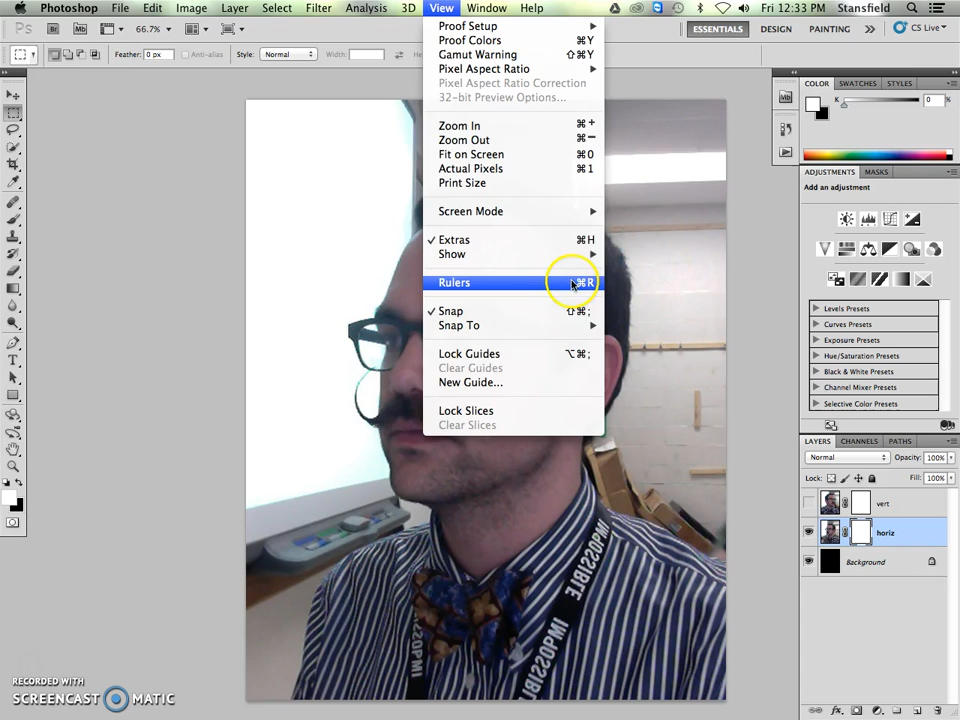 Photoshop File Edit Image Layer Select Filter Analysis 3D View Window Help Fri 12:33 PM Stansfield
Ps Br Mb 66.7% ESSENTIALS DESIGN PAINTING >> CS Live
Feather: 0 px Anti-alias Style: Normal Width:
Proof Setup
Proof Colors ⌘Y
Gamut Warning ⇧⌘Y
Pixel Aspect Ratio
Pixel Aspect Ratio Correction
32-bit Preview Options...
Zoom In ⌘+
Zoom Out ⌘−
Fit on Screen ⌘0
Actual Pixels ⌘1
Print Size
Screen Mode
✓ Extras ⌘H
Show
Rulers ⌘R
✓ Snap ⇧⌘;
Snap To
Lock Guides ⌥⌘;
Clear Guides
New Guide...
Lock Slices
Clear Slices
Mb
COLOR SWATCHES STYLES
K 0 %
ADJUSTMENTS MASKS
Add an adjustment
Levels Presets
Curves Presets
Exposure Presets
Hue/Saturation Presets
Black & White Presets
Channel Mixer Presets
Selective Color Presets
LAYERS CHANNELS PATHS
Normal Opacity: 100%
Lock: Fill: 100%
vert
horiz
Background
IMPOSSIBLE
IMPOSSIBLE
IMPOSSIBLE
RECORDED WITH
SCREENCAST MATIC